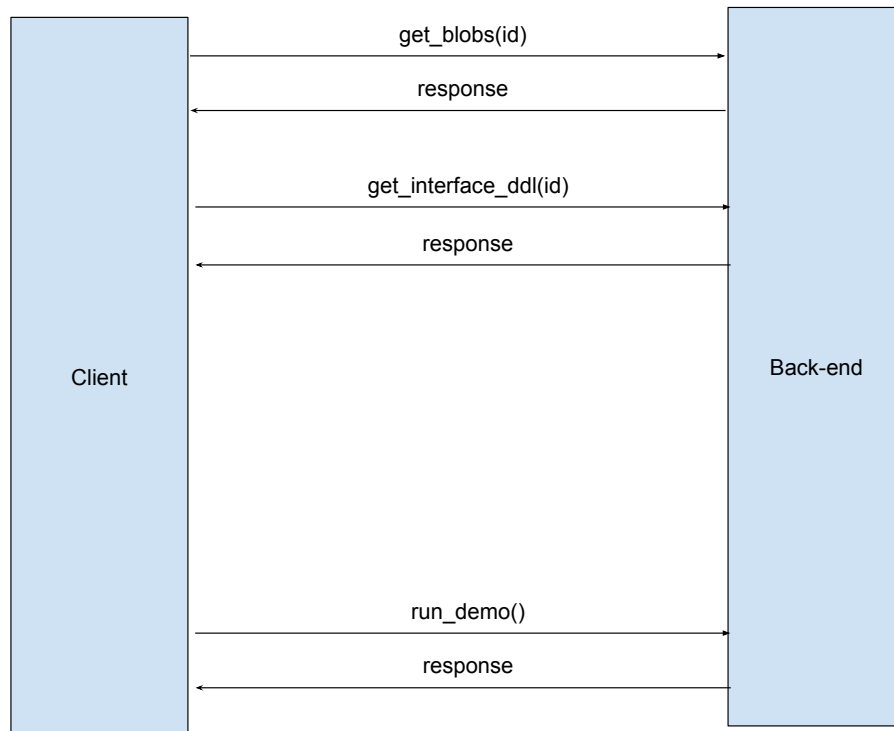 get_blobs(id)
response
get_interface_ddl(id)
response
Client
Back-end
run_demo()
response